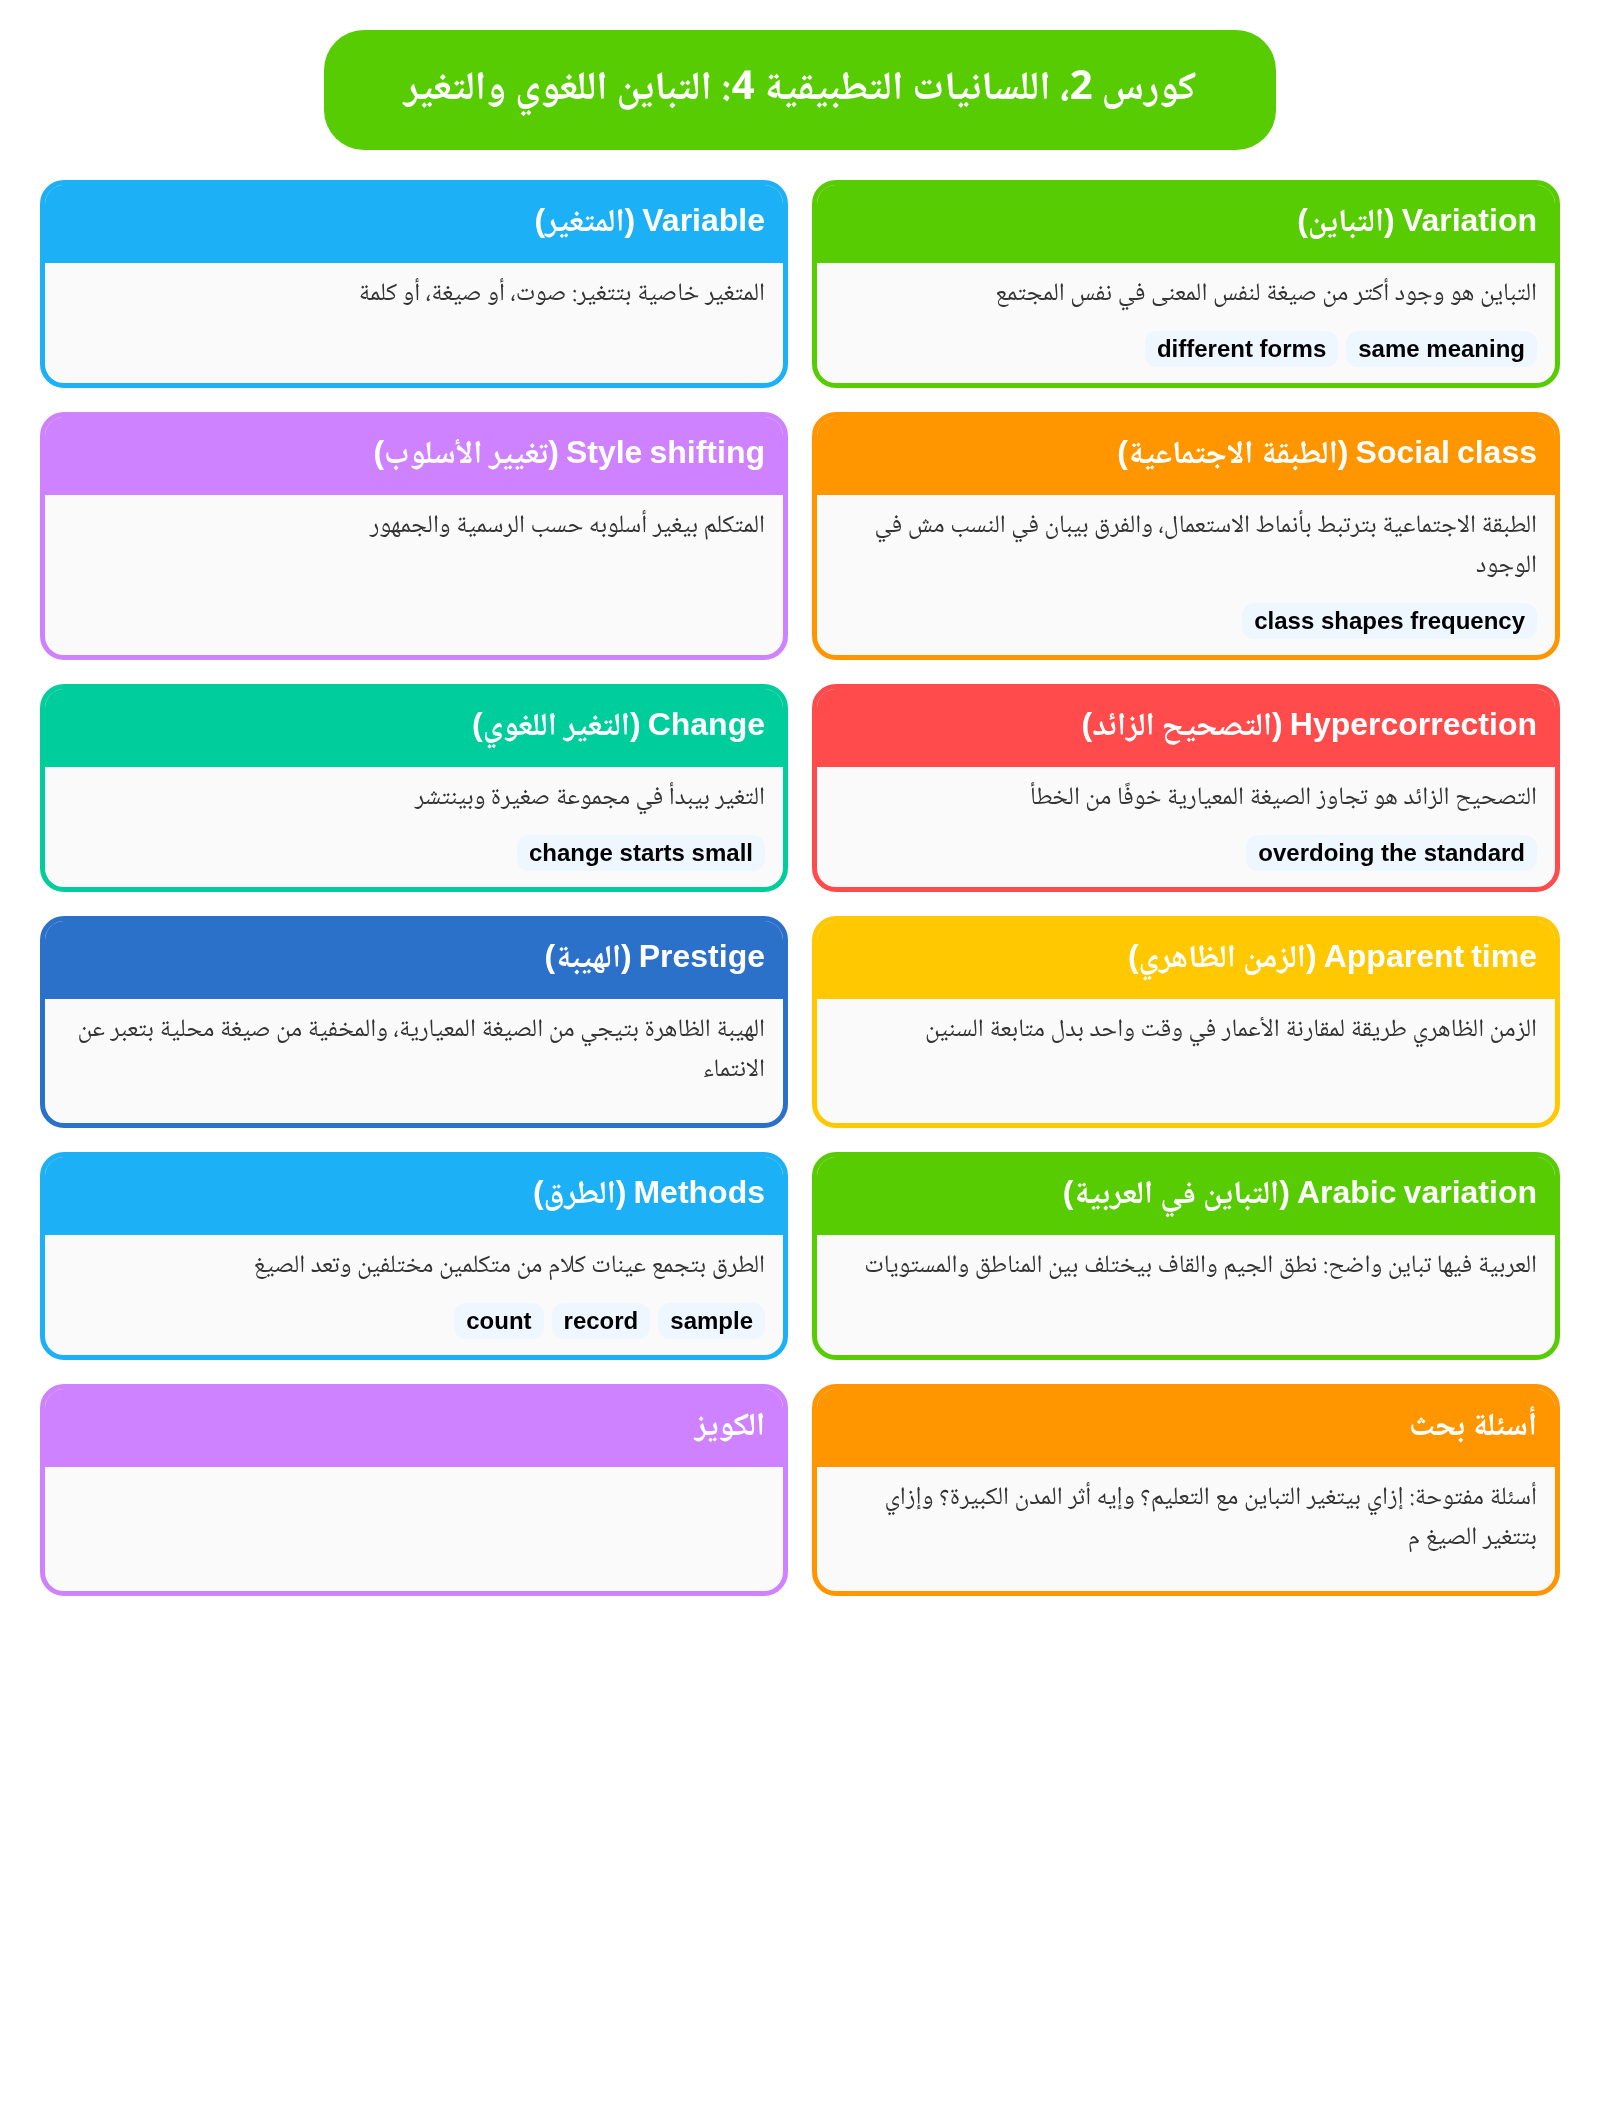 كورس 2، اللسانيات التطبيقية 4: التباين اللغوي والتغير
Variation (التباين)
التباين هو وجود أكتر من صيغة لنفس المعنى في نفس المجتمع
same meaning
different forms
Variable (المتغير)
المتغير خاصية بتتغير: صوت، أو صيغة، أو كلمة
Social class (الطبقة الاجتماعية)
الطبقة الاجتماعية بترتبط بأنماط الاستعمال، والفرق بيبان في النسب مش في
الوجود
class shapes frequency
Style shifting (تغيير الأسلوب)
المتكلم بيغير أسلوبه حسب الرسمية والجمهور
Hypercorrection (التصحيح الزائد)
التصحيح الزائد هو تجاوز الصيغة المعيارية خوفًا من الخطأ
overdoing the standard
Change (التغير اللغوي)
التغير بيبدأ في مجموعة صغيرة وبينتشر
change starts small
Apparent time (الزمن الظاهري)
الزمن الظاهري طريقة لمقارنة الأعمار في وقت واحد بدل متابعة السنين
Prestige (الهيبة)
الهيبة الظاهرة بتيجي من الصيغة المعيارية، والمخفية من صيغة محلية بتعبر عن
الانتماء
Arabic variation (التباين في العربية)
العربية فيها تباين واضح: نطق الجيم والقاف بيختلف بين المناطق والمستويات
Methods (الطرق)
الطرق بتجمع عينات كلام من متكلمين مختلفين وتعد الصيغ
sample
record
count
أسئلة بحث
أسئلة مفتوحة: إزاي بيتغير التباين مع التعليم؟ وإيه أثر المدن الكبيرة؟ وإزاي
بتتغير الصيغ م
الكويز